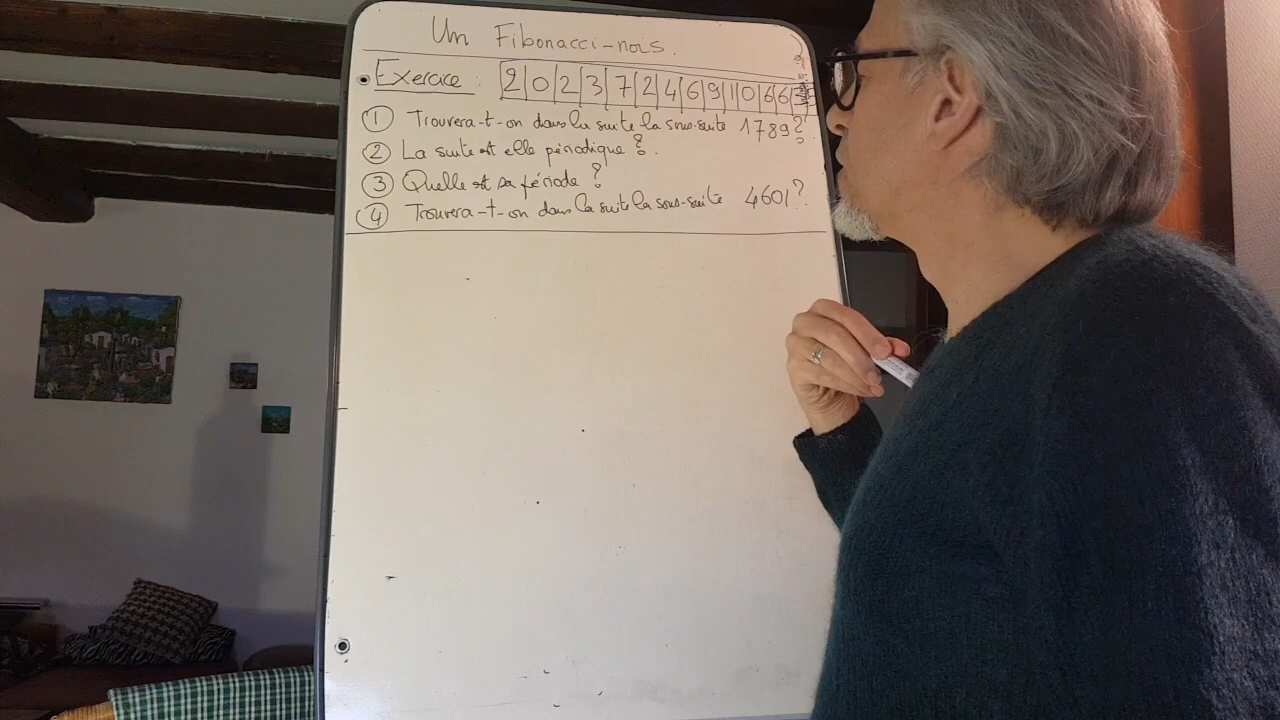 Un Fibonacci-nois.
Exercice : 2 0 2 3 7 2 4 6 9 1 0 6 6
① Trouvera-t-on dans la suite la sous-suite 1789?
② La suite est elle périodique ?.
③ Quelle est sa période ?
④ Trouvera-t-on dans la suite la sous-suite 4601?